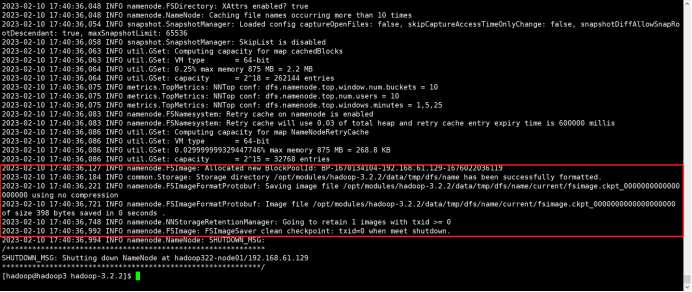 2023-02-10 17:40:36,048 INFO namenode.FSDirectory: XAttrs enabled? true
2023-02-10 17:40:36,048 INFO namenode.NameNode: Caching file names occurring more than 10 times
2023-02-10 17:40:36,054 INFO snapshot.SnapshotManager: Loaded config captureOpenFiles: false, skipCaptureAccessTimeOnlyChange: false, snapshotDiffAllowSnapRo
otDescendant: true, maxSnapshotLimit: 65536
2023-02-10 17:40:36,058 INFO snapshot.SnapshotManager: SkipList is disabled
2023-02-10 17:40:36,063 INFO util.GSet: Computing capacity for map cachedBlocks
2023-02-10 17:40:36,063 INFO util.GSet: VM type       = 64-bit
2023-02-10 17:40:36,064 INFO util.GSet: 0.25% max memory 875 MB = 2.2 MB
2023-02-10 17:40:36,064 INFO util.GSet: capacity      = 2^18 = 262144 entries
2023-02-10 17:40:36,075 INFO metrics.TopMetrics: NNTop conf: dfs.namenode.top.window.num.buckets = 10
2023-02-10 17:40:36,075 INFO metrics.TopMetrics: NNTop conf: dfs.namenode.top.num.users = 10
2023-02-10 17:40:36,075 INFO metrics.TopMetrics: NNTop conf: dfs.namenode.top.windows.minutes = 1,5,25
2023-02-10 17:40:36,083 INFO namenode.FSNamesystem: Retry cache on namenode is enabled
2023-02-10 17:40:36,083 INFO namenode.FSNamesystem: Retry cache will use 0.03 of total heap and retry cache entry expiry time is 600000 millis
2023-02-10 17:40:36,086 INFO util.GSet: Computing capacity for map NameNodeRetryCache
2023-02-10 17:40:36,086 INFO util.GSet: VM type       = 64-bit
2023-02-10 17:40:36,086 INFO util.GSet: 0.029999999329447746% max memory 875 MB = 268.8 KB
2023-02-10 17:40:36,086 INFO util.GSet: capacity      = 2^15 = 32768 entries
2023-02-10 17:40:36,127 INFO namenode.FSImage: Allocated new BlockPoolId: BP-1670134104-192.168.61.129-1676022036119
2023-02-10 17:40:36,184 INFO common.Storage: Storage directory /opt/modules/hadoop-3.2.2/data/tmp/dfs/name has been successfully formatted.
2023-02-10 17:40:36,221 INFO namenode.FSImageFormatProtobuf: Saving image file /opt/modules/hadoop-3.2.2/data/tmp/dfs/name/current/fsimage.ckpt_0000000000000
000000 using no compression
2023-02-10 17:40:36,721 INFO namenode.FSImageFormatProtobuf: Image file /opt/modules/hadoop-3.2.2/data/tmp/dfs/name/current/fsimage.ckpt_0000000000000000000
of size 398 bytes saved in 0 seconds .
2023-02-10 17:40:36,748 INFO namenode.NNStorageRetentionManager: Going to retain 1 images with txid >= 0
2023-02-10 17:40:36,992 INFO namenode.FSImage: FSImageSaver clean checkpoint: txid=0 when meet shutdown.
2023-02-10 17:40:36,994 INFO namenode.NameNode: SHUTDOWN_MSG:
/************************************************************
SHUTDOWN_MSG: Shutting down NameNode at hadoop322-node01/192.168.61.129
************************************************************/
[hadoop@hadoop3 hadoop-3.2.2]$